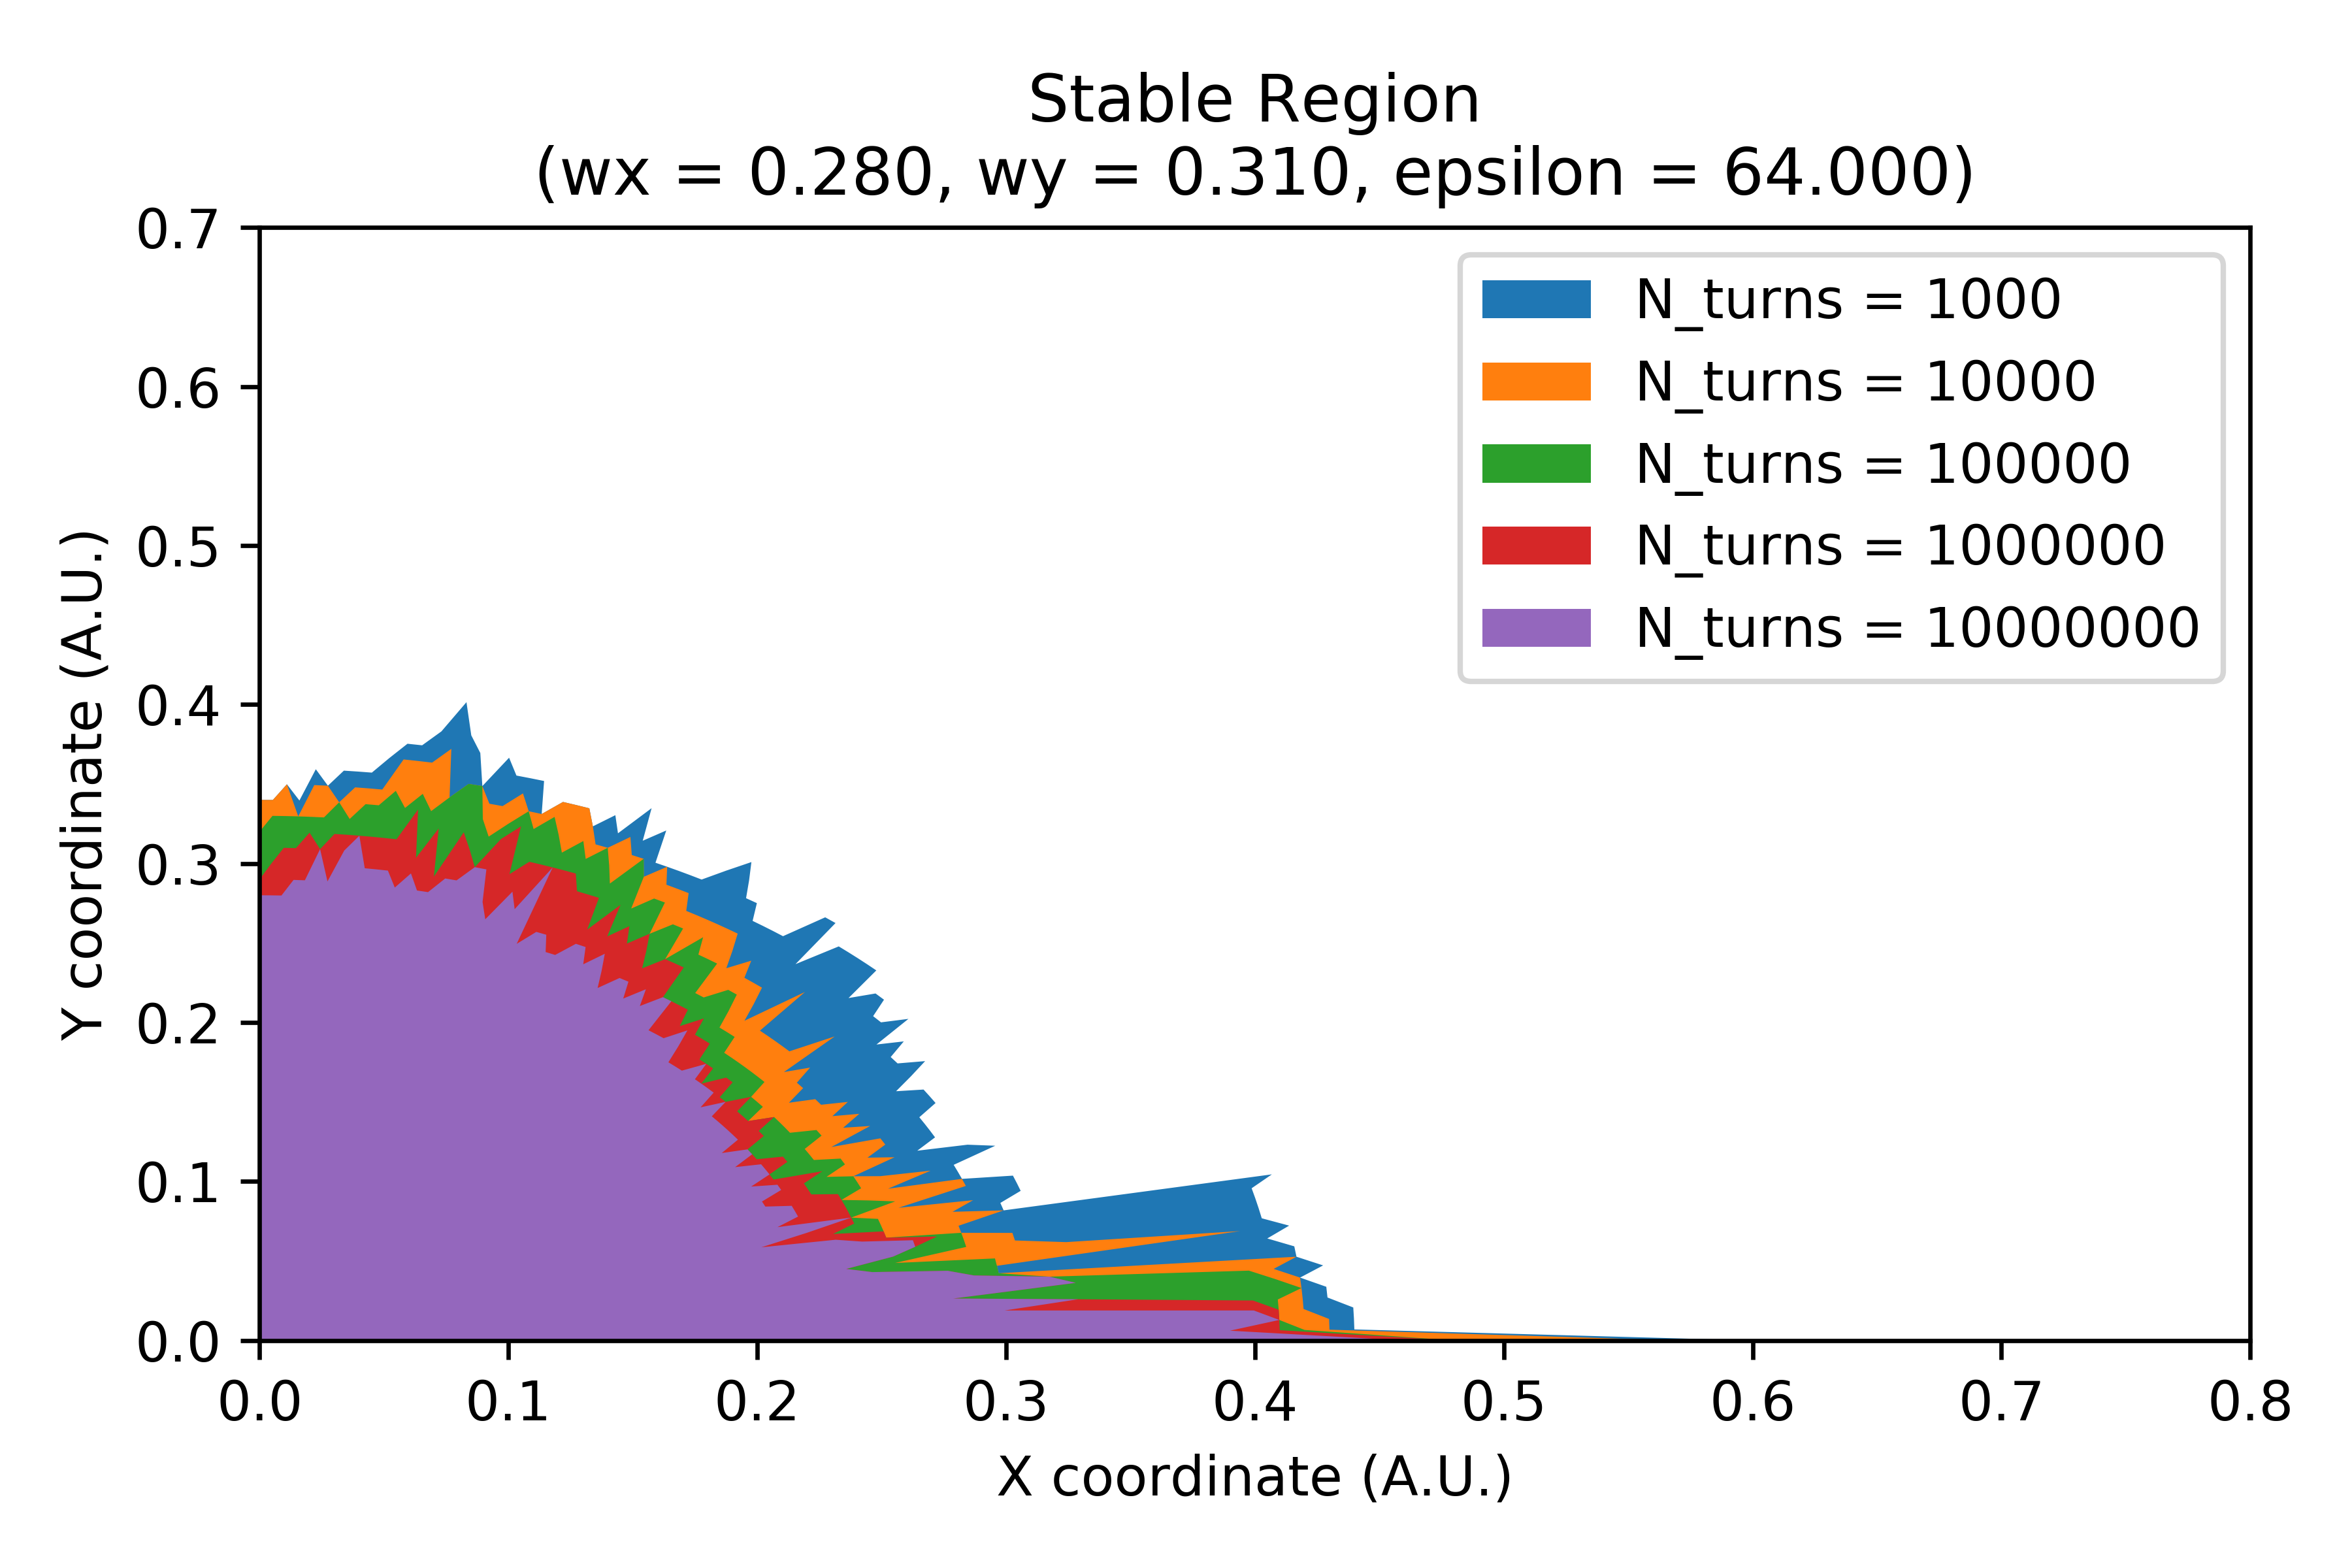 Stable Region
(wx = 0.280, wy = 0.310, epsilon = 64.000)
0.7
0.6
0.5
0.4
0.3
0.2
0.1
0.0
Y coordinate (A.U.)
N_turns = 1000
N_turns = 10000
N_turns = 100000
N_turns = 1000000
N_turns = 10000000
0.0 0.1 0.2 0.3 0.4 0.5 0.6 0.7 0.8
X coordinate (A.U.)